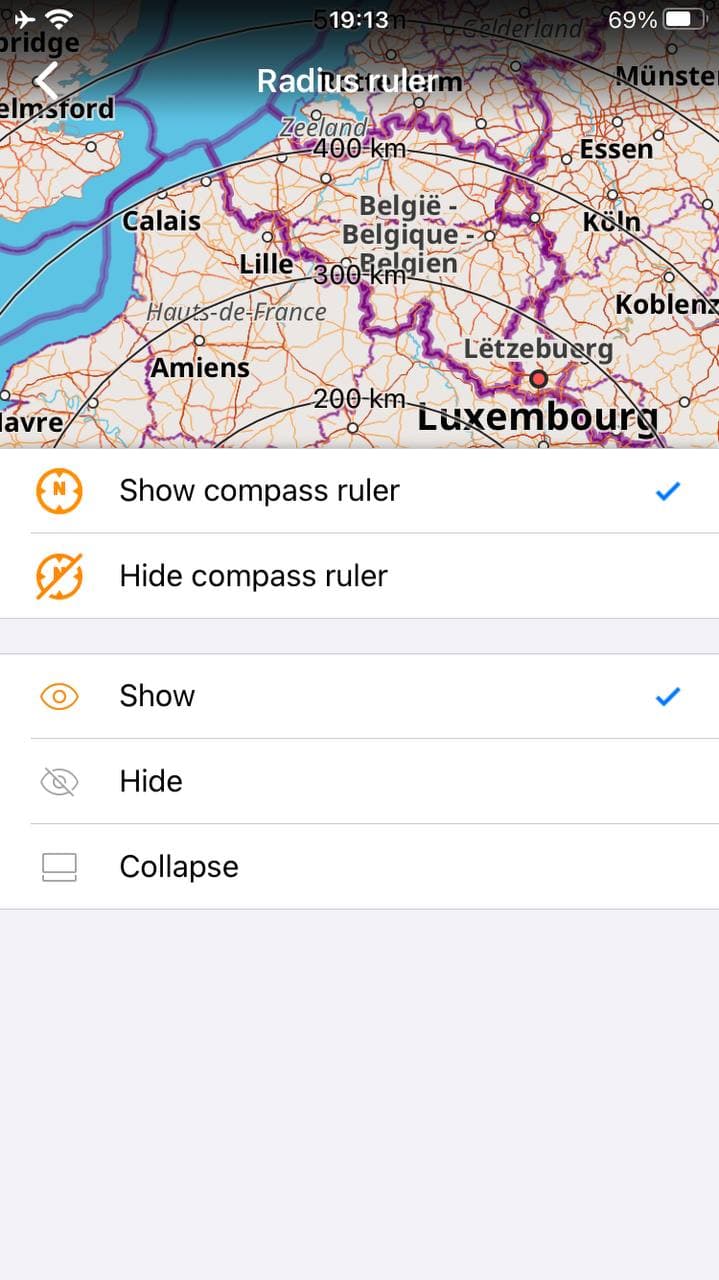 19:13
69%
bridge
Gelderland
Radius ruler
Münste
elmsford
Zeeland
400 km
Essen
België -
Belgique -
Belgien
Calais
Köln
Lille
300 km
Koblenz
Hauts-de-France
Lëtzebuerg
Amiens
200 km
Luxembourg
Havre
Show compass ruler
Hide compass ruler
Show
Hide
Collapse